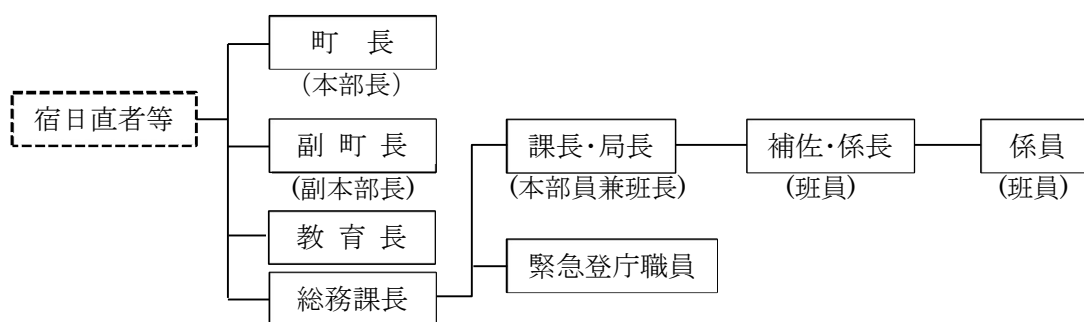 町 長
(本部長)
宿日直者等
副 町 長
(副本部長)
課長・局長
(本部員兼班長)
補佐・係長
(班員)
係員
(班員)
教 育 長
緊急登庁職員
総務課長